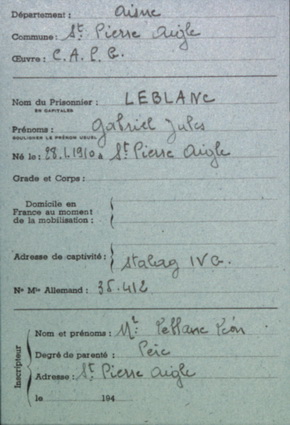 Département : Aisne
Commune : St Pierre Aigle
Œuvre : C. A. P. G.
Nom du Prisonnier : LEBLANC
EN CAPITALES
Prénoms : Gabriel Jules
SOULIGNER LE PRÉNOM USUEL
Né le : 28.1.1910 à St Pierre Aigle
Grade et Corps :
Domicile en
France au moment
de la mobilisation :
Adresse de captivité : Stalag IV G.
No Mle Allemand : 35.412
Inscripteur
Nom et prénoms : Mr Leblanc Léon
Degré de parenté : Père
Adresse : St Pierre Aigle
le 194